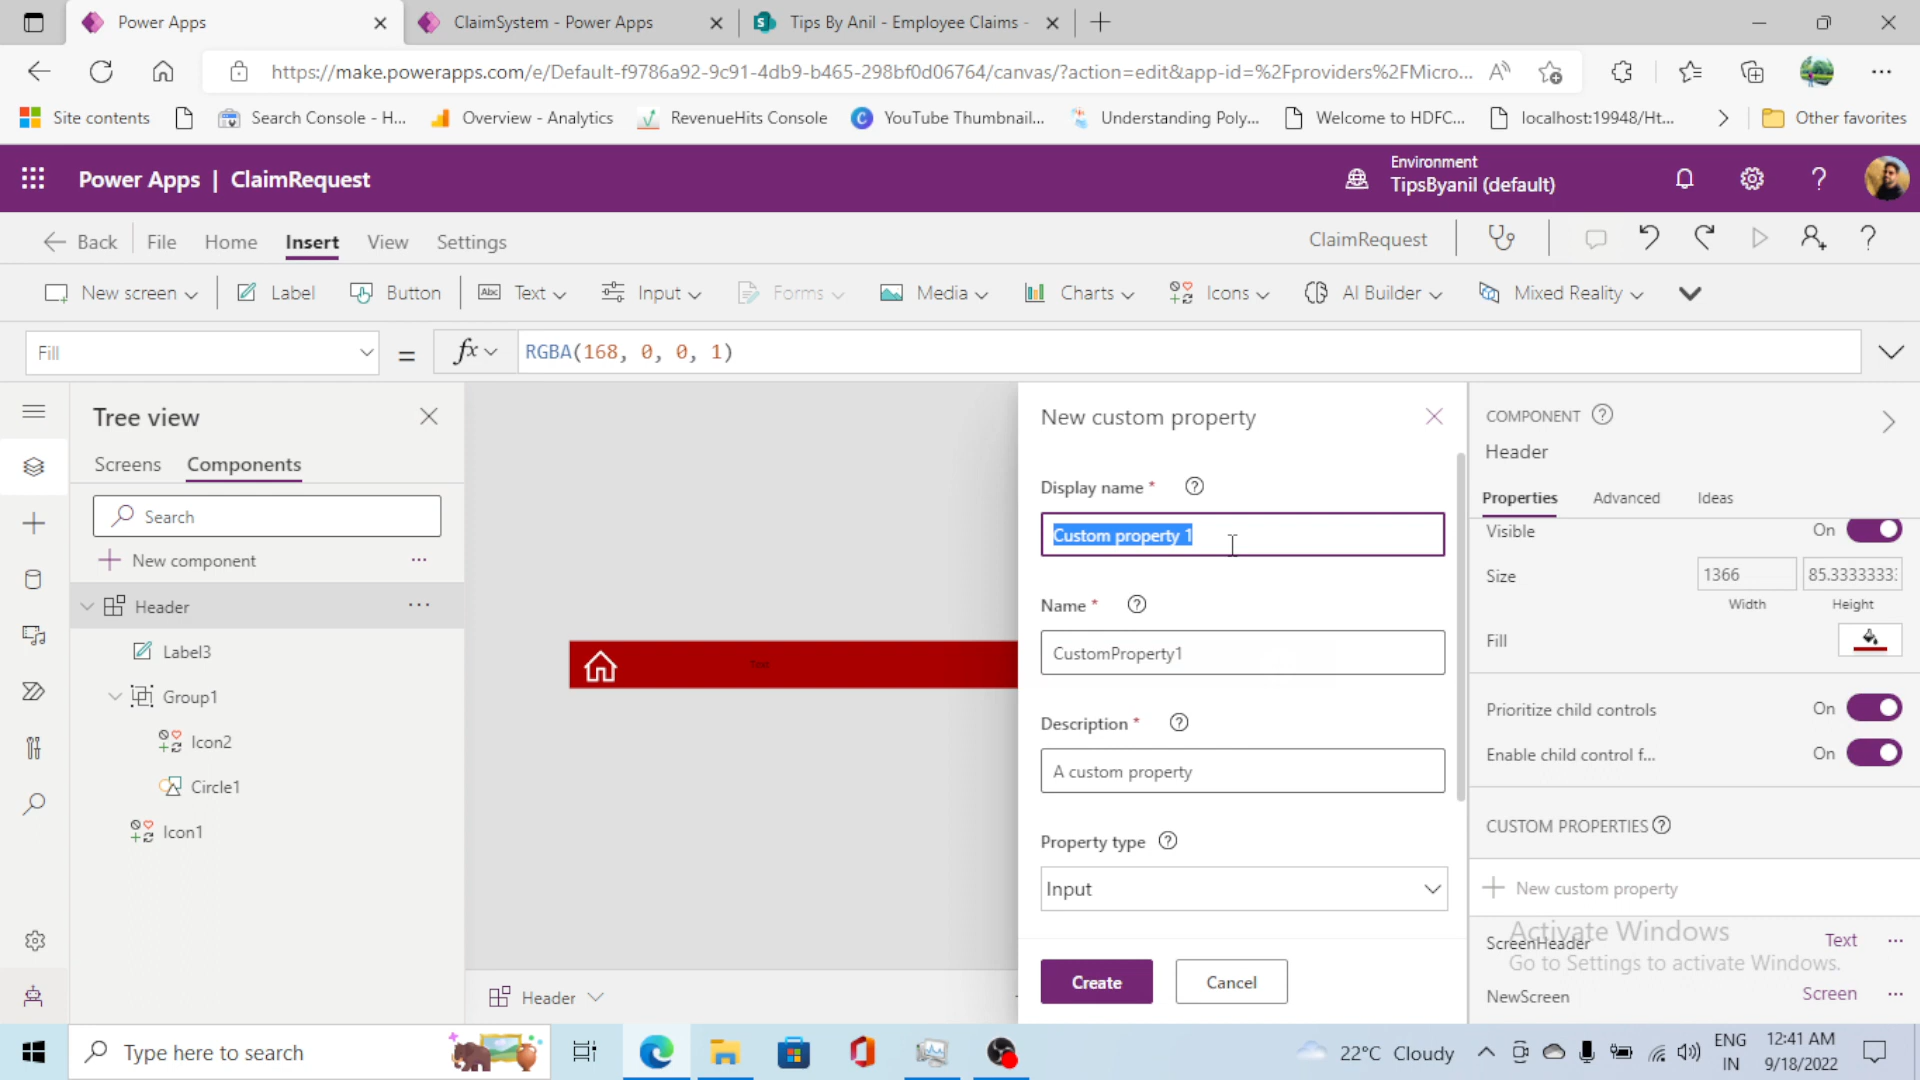 Power Apps
ClaimSystem - Power Apps
Tips By Anil - Employee Claims -
https://make.powerapps.com/e/Default-f9786a92-9c91-4db9-b465-298bf0d06764/canvas/?action=edit&app-id=%2Fproviders%2FMicro...
Site contents
Search Console - H...
Overview - Analytics
RevenueHits Console
YouTube Thumbnail...
Understanding Poly...
Welcome to HDFC...
localhost:19948/Ht...
Other favorites
Power Apps | ClaimRequest
Environment
TipsByanil (default)
Back
File
Home
Insert
View
Settings
ClaimRequest
New screen
Label
Button
Text
Input
Forms
Media
Charts
Icons
AI Builder
Mixed Reality
Fill
=
fx
RGBA(168, 0, 0, 1)
Tree view
Screens
Components
Search
New component
Header
Label3
Group1
Icon2
Circle1
Icon1
Text
Header
New custom property
Display name *
Custom property 1
Name *
CustomProperty1
Description *
A custom property
Property type
Input
Create
Cancel
COMPONENT
Header
Properties
Advanced
Ideas
Visible
On
Size
1366
85.3333333:
Width
Height
Fill
Prioritize child controls
On
Enable child control f...
On
CUSTOM PROPERTIES
New custom property
ScreenHeader
Text
NewScreen
Screen
Activate Windows
Go to Settings to activate Windows.
Type here to search
22°C Cloudy
ENG
IN
12:41 AM
9/18/2022